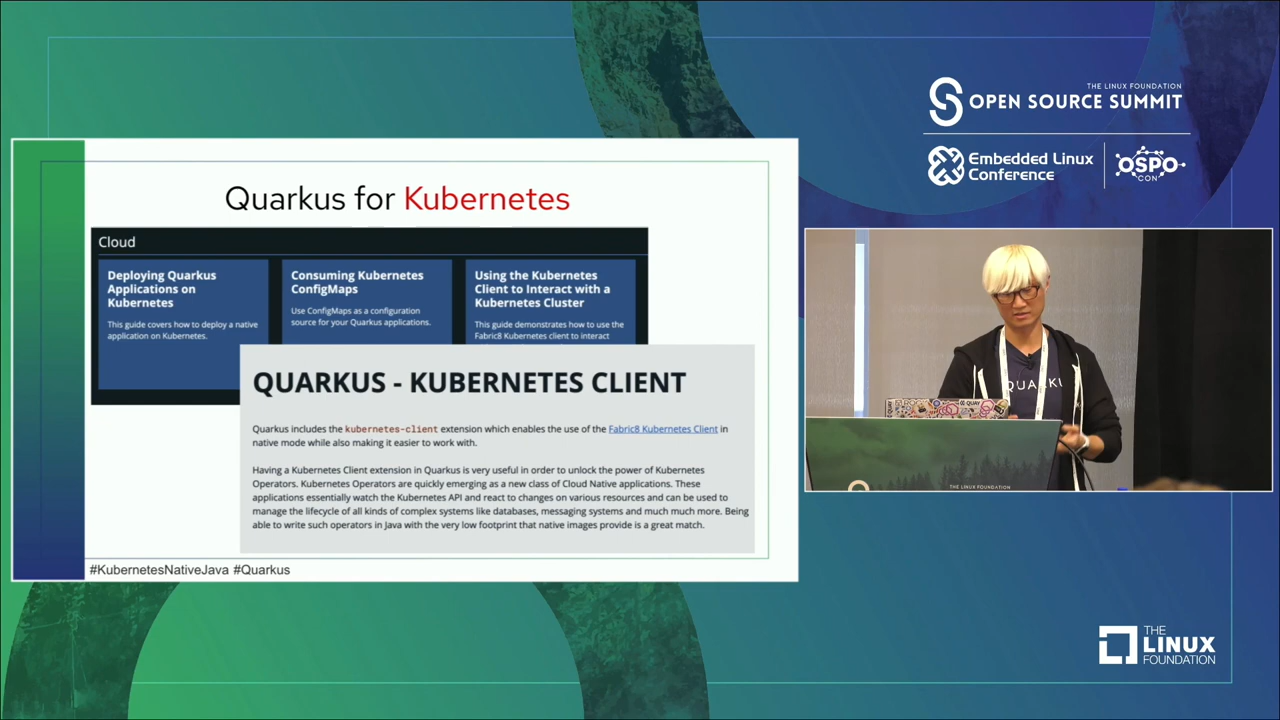 THE LINUX FOUNDATION
OPEN SOURCE SUMMIT
Embedded Linux
Conference
OSPO
CON
Quarkus for Kubernetes
Cloud
Deploying Quarkus
Applications on
Kubernetes
This guide covers how to deploy a native
application on Kubernetes.
Consuming Kubernetes
ConfigMaps
Use ConfigMaps as a configuration
source for your Quarkus applications.
Using the Kubernetes
Client to Interact with a
Kubernetes Cluster
This guide demonstrates how to use the
Fabric8 Kubernetes client to interact
QUARKUS - KUBERNETES CLIENT
Quarkus includes the kubernetes-client extension which enables the use of the Fabric8 Kubernetes Client in
native mode while also making it easier to work with.
Having a Kubernetes Client extension in Quarkus is very useful in order to unlock the power of Kubernetes
Operators. Kubernetes Operators are quickly emerging as a new class of Cloud Native applications. These
applications essentially watch the Kubernetes API and react to changes on various resources and can be used to
manage the lifecycle of all kinds of complex systems like databases, messaging systems and much much more. Being
able to write such operators in Java with the very low footprint that native images provide is a great match.
#KubernetesNativeJava #Quarkus
QUARKU
QUAY
THE LINUX FOUNDATION
THE
LINUX
FOUNDATION